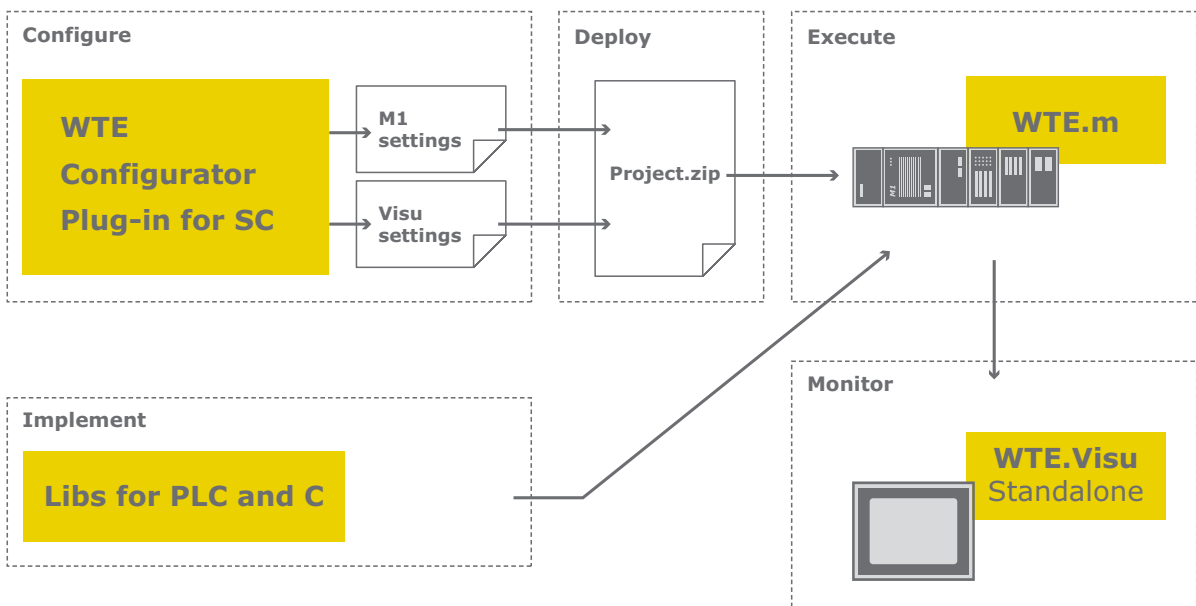 Configure
WTE
Configurator
Plug-in for SC
M1
settings
Visu
settings
Deploy
Project.zip
Execute
WTE.m
M1
Implement
Libs for PLC and C
Monitor
WTE.Visu
Standalone